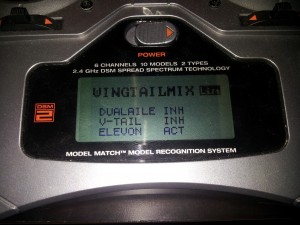 POWER
6 CHANNELS 10 MODELS 2 TYPES
2.4 GHz DSM SPREAD SPECTRUM TECHNOLOGY
WINGTAILMIX
DUALAILE INH
V-TAIL INH
ELEVON ACT
DSM
2
MODEL MATCH™ MODEL RECOGNITION SYSTEM